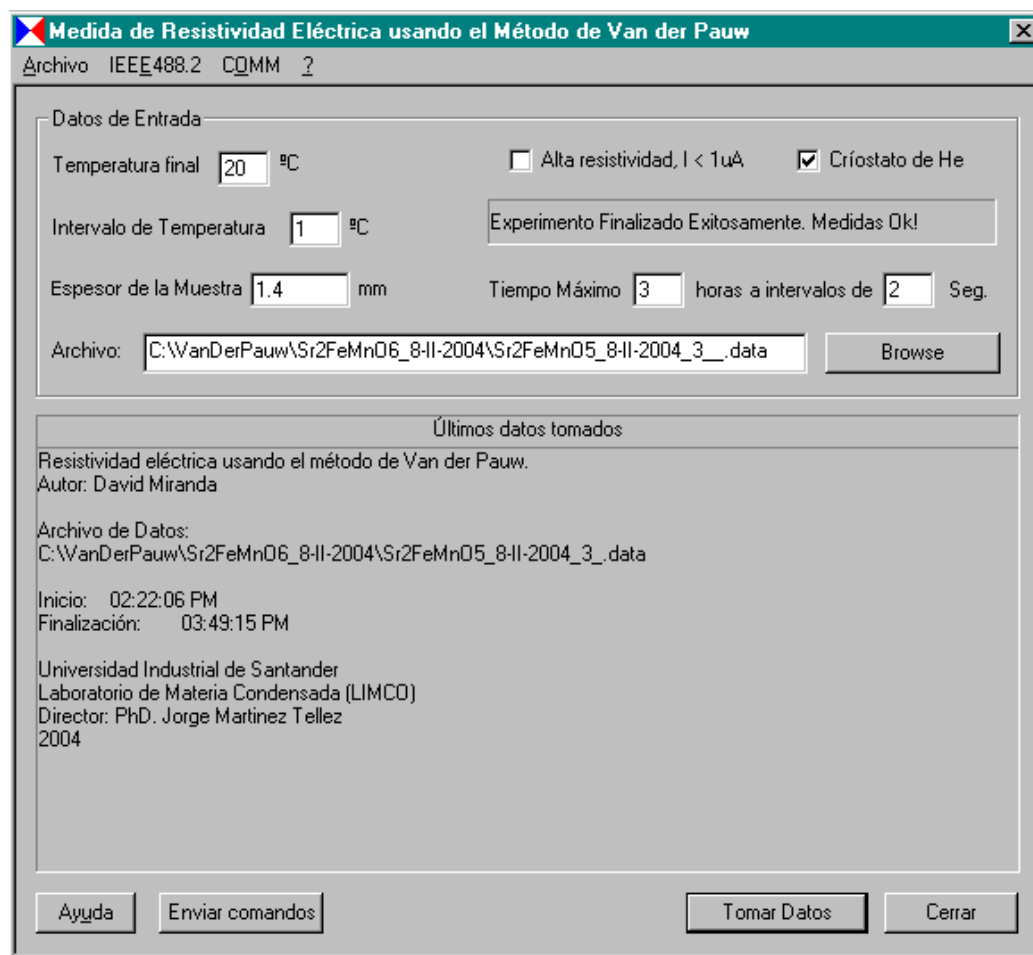 Medida de Resistividad Eléctrica usando el Método de Van der Pauw
Archivo IEEE488.2 COMM ?
Datos de Entrada
Temperatura final 20 ºC
Alta resistividad, I < 1uA
Críostato de He
Intervalo de Temperatura 1 ºC
Experimento Finalizado Exitosamente. Medidas Ok!
Espesor de la Muestra 1.4 mm
Tiempo Máximo 3 horas a intervalos de 2 Seg.
Archivo: C:\VanDerPauw\Sr2FeMnO6_8-II-2004\Sr2FeMnO5_8-II-2004_3__.data Browse
Últimos datos tomados
Resistividad eléctrica usando el método de Van der Pauw.
Autor: David Miranda
Archivo de Datos:
C:\VanDerPauw\Sr2FeMnO6_8-II-2004\Sr2FeMnO5_8-II-2004_3_.data
Inicio: 02:22:06 PM
Finalización: 03:49:15 PM
Universidad Industrial de Santander
Laboratorio de Materia Condensada (LIMCO)
Director: PhD. Jorge Martinez Tellez
2004
Ayuda Enviar comandos Tomar Datos Cerrar